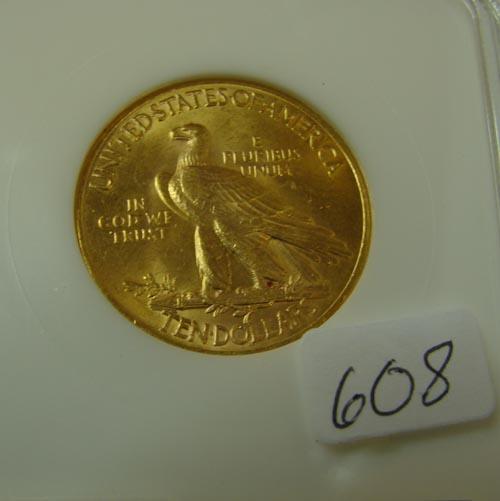 UNITED·STATES·OF·AMERICA
E
PLURIBUS
UNUM
IN
GOD·WE
TRUST
TEN DOLLARS
608